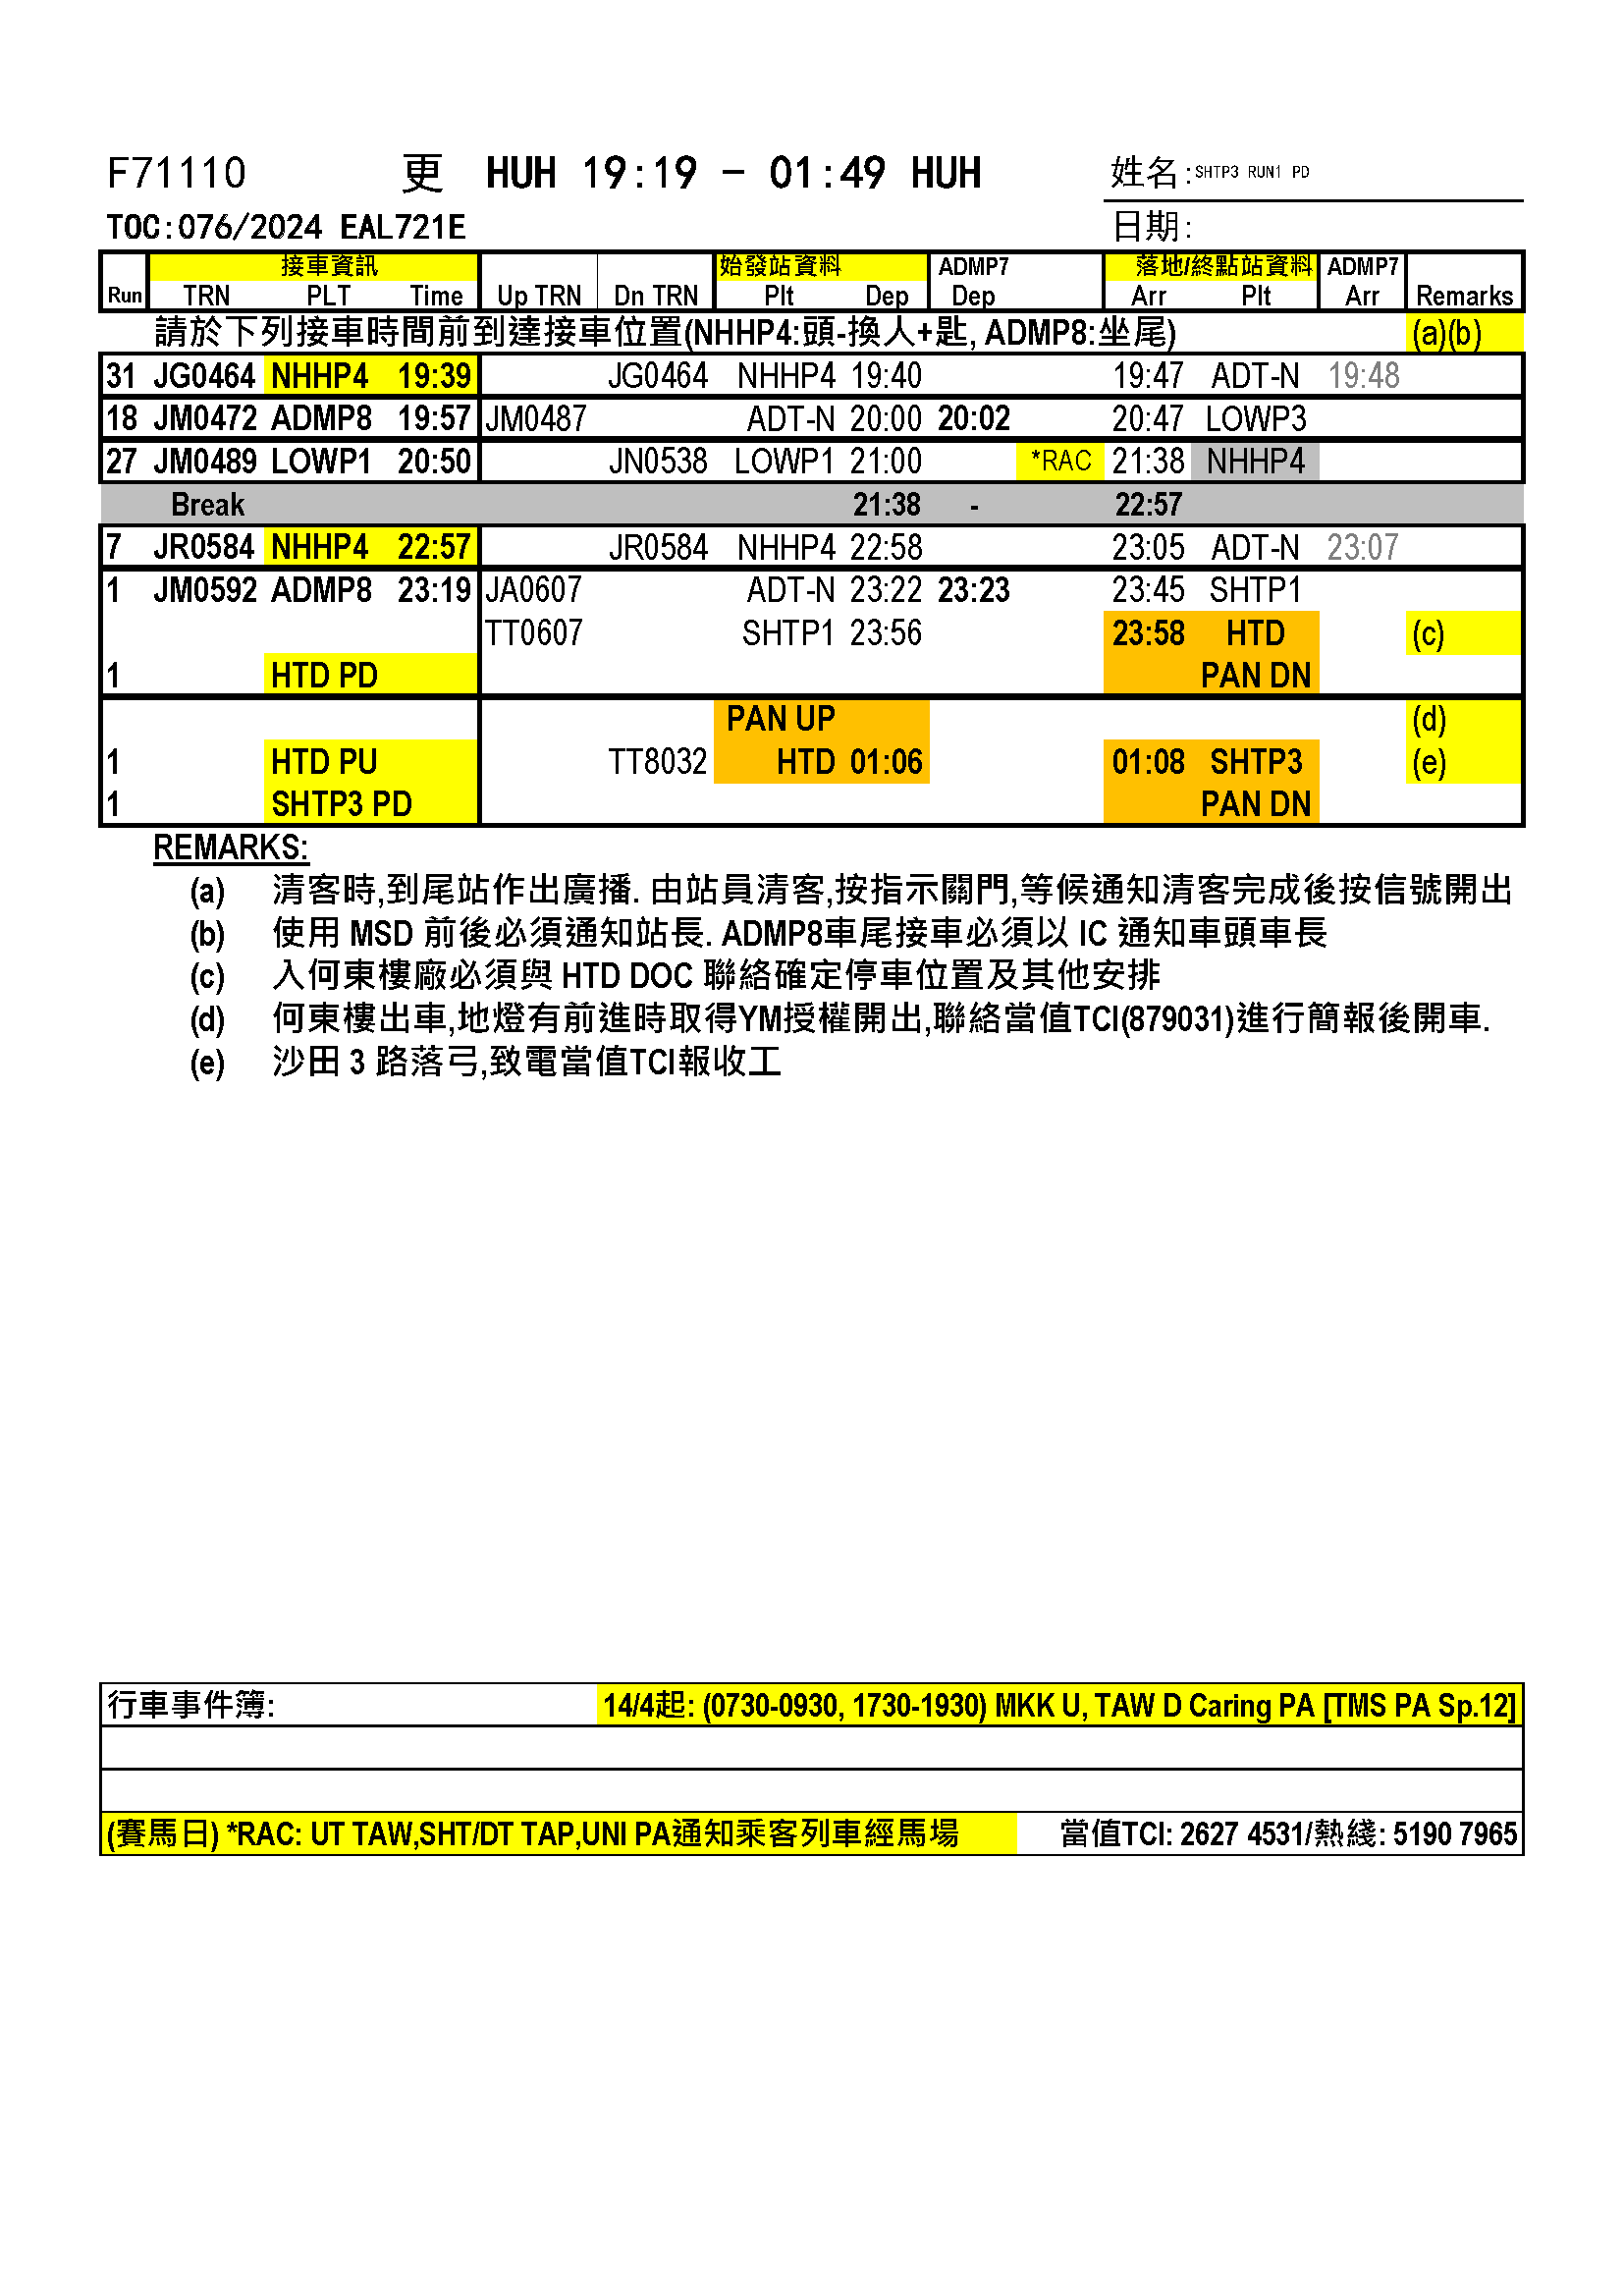 F71110 更 HUH 19:19 - 01:49 HUH 姓名:SHTP3 RUN1 PD
TOC:076/2024 EAL721E 日期:
接車資訊 始發站資料 ADMP7 落地/終點站資料 ADMP7
Run TRN PLT Time Up TRN Dn TRN Plt Dep Dep Arr Plt Arr Remarks
請於下列接車時間前到達接車位置(NHHP4:頭-換人+匙, ADMP8:坐尾) (a)(b)
31 JG0464 NHHP4 19:39 JG0464 NHHP4 19:40 19:47 ADT-N 19:48
18 JM0472 ADMP8 19:57 JM0487 ADT-N 20:00 20:02 20:47 LOWP3
27 JM0489 LOWP1 20:50 JN0538 LOWP1 21:00 *RAC 21:38 NHHP4
Break 21:38 - 22:57
7 JR0584 NHHP4 22:57 JR0584 NHHP4 22:58 23:05 ADT-N 23:07
1 JM0592 ADMP8 23:19 JA0607 ADT-N 23:22 23:23 23:45 SHTP1
TT0607 SHTP1 23:56 23:58 HTD (c)
1 HTD PD PAN DN
PAN UP (d)
1 HTD PU TT8032 HTD 01:06 01:08 SHTP3 (e)
1 SHTP3 PD PAN DN
REMARKS:
(a) 清客時,到尾站作出廣播. 由站員清客,按指示關門,等候通知清客完成後按信號開出
(b) 使用 MSD 前後必須通知站長. ADMP8車尾接車必須以 IC 通知車頭車長
(c) 入何東樓廠必須與 HTD DOC 聯絡確定停車位置及其他安排
(d) 何東樓出車,地燈有前進時取得YM授權開出,聯絡當值TCI(879031)進行簡報後開車.
(e) 沙田 3 路落弓,致電當值TCI報收工
行車事件簿: 14/4起: (0730-0930, 1730-1930) MKK U, TAW D Caring PA [TMS PA Sp.12]
(賽馬日) *RAC: UT TAW,SHT/DT TAP,UNI PA通知乘客列車經馬場 當值TCI: 2627 4531/熱綫: 5190 7965